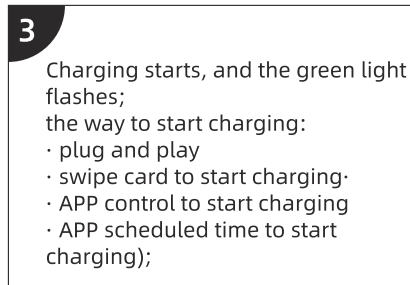 3
Charging starts, and the green light
flashes;
the way to start charging:
· plug and play
· swipe card to start charging·
· APP control to start charging
· APP scheduled time to start
charging);